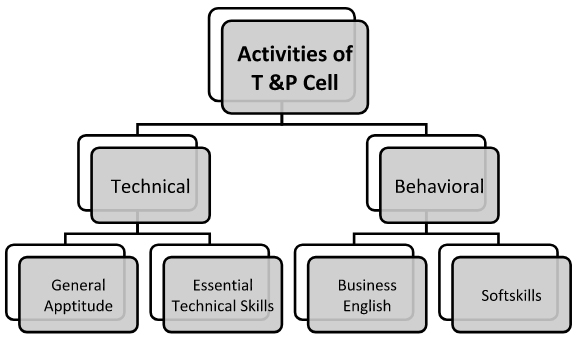 Activities of
T &P Cell
Technical
Behavioral
General
Apptitude
Essential
Technical Skills
Business
English
Softskills